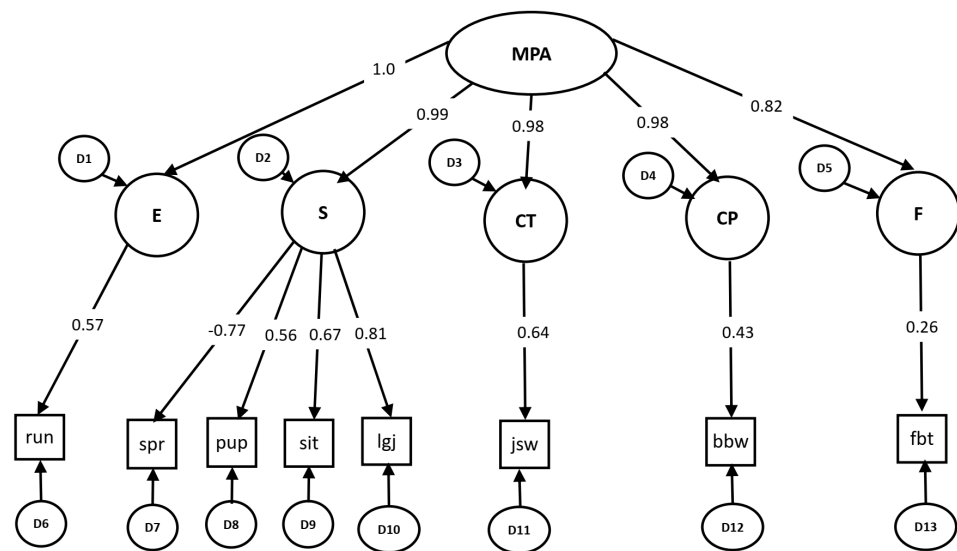 MPA
1.0
0.99
0.98
0.98
0.82
D1
D2
D3
D4
D5
E
S
CT
CP
F
0.57
-0.77
0.56
0.67
0.81
0.64
0.43
0.26
run
spr
pup
sit
lgj
jsw
bbw
fbt
D6
D7
D8
D9
D10
D11
D12
D13